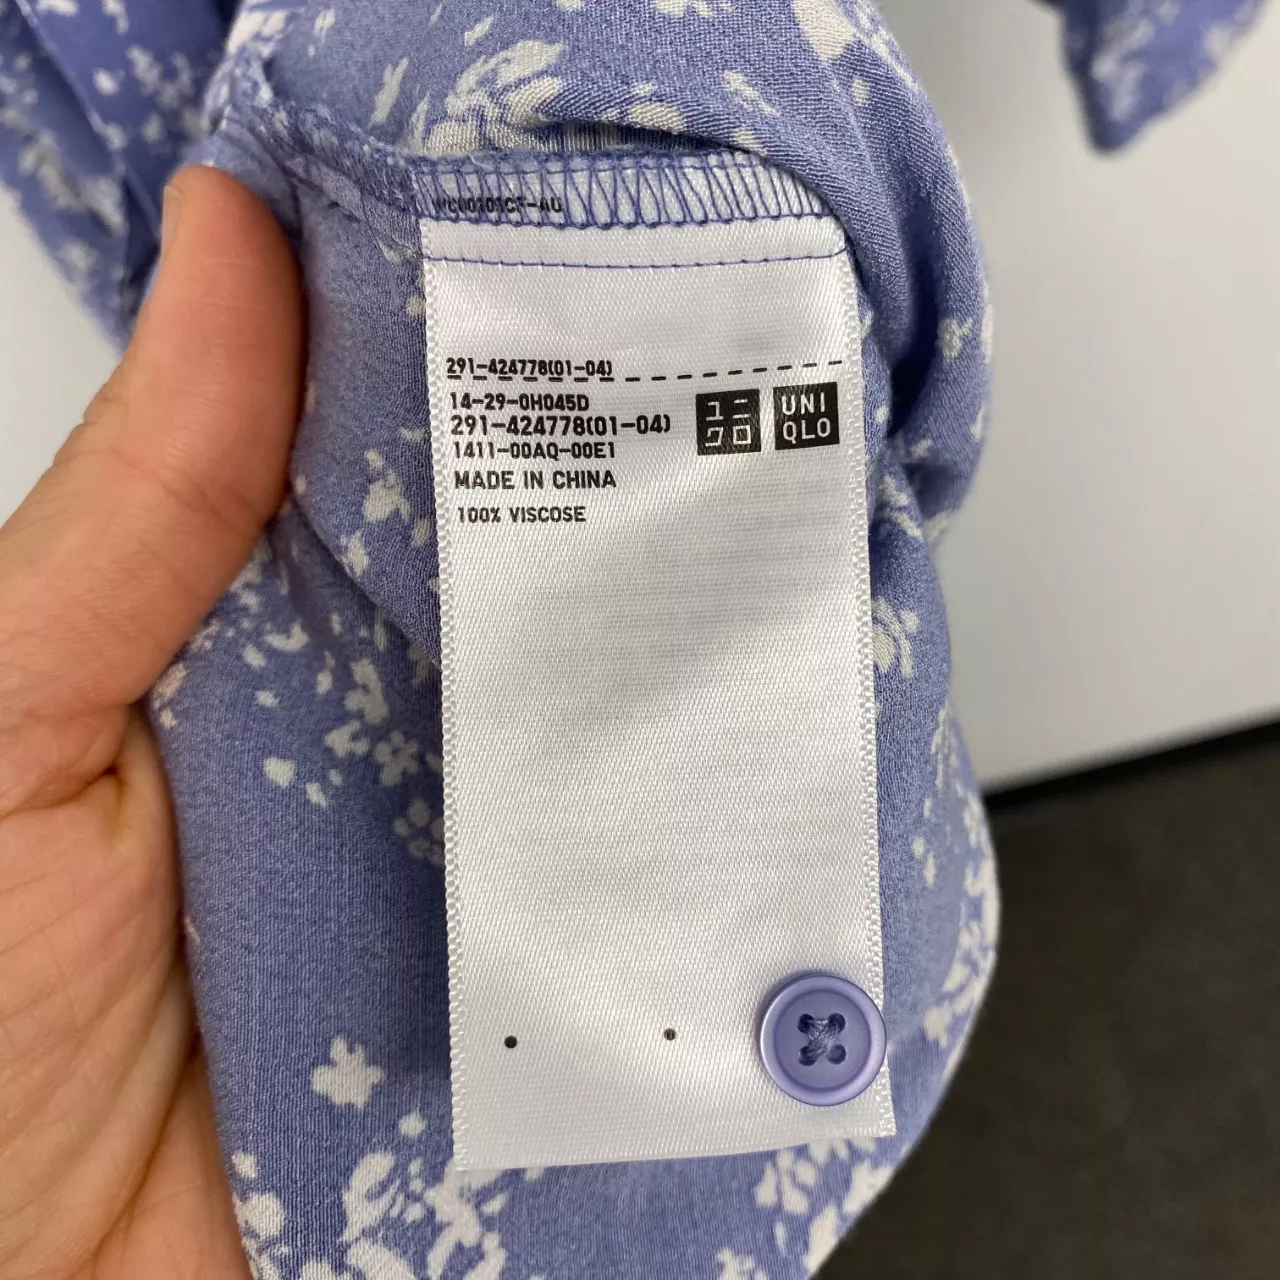 291-424778(01-04)
14-29-0H045D
291-424778(01-04)
1411-00AQ-00E1
MADE IN CHINA
100% VISCOSE
ユニ
クロ
UNI
QLO